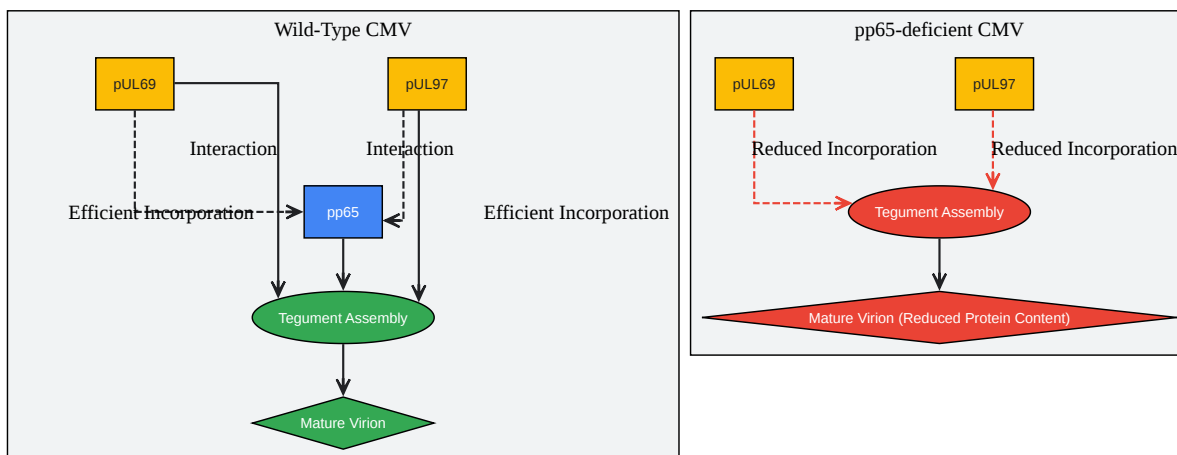 Wild-Type CMV
pUL69
pUL97
Interaction
Interaction
Efficient Incorporation
pp65
Efficient Incorporation
Tegument Assembly
Mature Virion
pp65-deficient CMV
pUL69
pUL97
Reduced Incorporation
Reduced Incorporation
Tegument Assembly
Mature Virion (Reduced Protein Content)